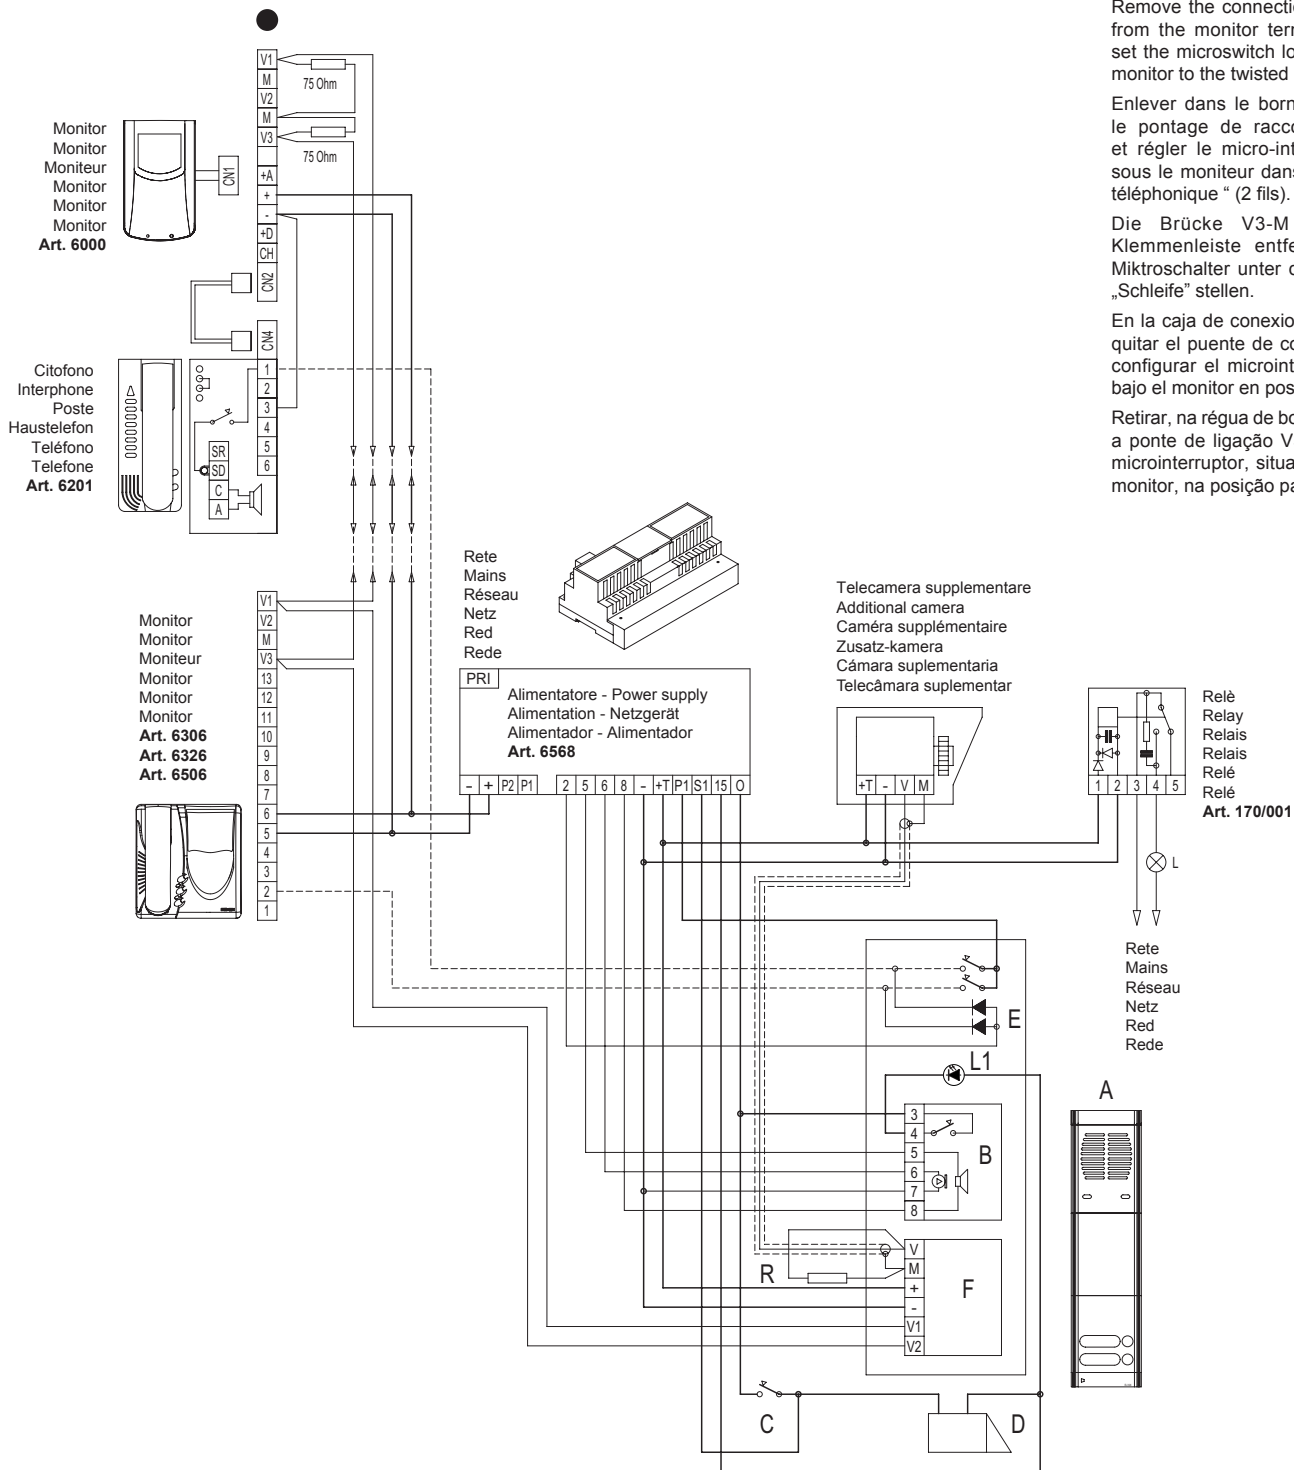 V1
M
V2
M
V3
+A
+
-
+D
CH
CN2
CN4
75 Ohm
75 Ohm
CN1
Monitor
Monitor
Moniteur
Monitor
Monitor
Monitor
Art. 6000
Citofono
Interphone
Poste
Haustelefon
Teléfono
Telefone
Art. 6201
1
2
3
4
5
6
SR
SD
C
A
Monitor
Monitor
Moniteur
Monitor
Monitor
Monitor
Art. 6306
Art. 6326
Art. 6506
V1
V2
M
V3
13
12
11
10
9
8
7
6
5
4
3
2
1
Rete
Mains
Réseau
Netz
Red
Rede
PRI
Alimentatore - Power supply
Alimentation - Netzgerät
Alimentador - Alimentador
Art. 6568
- + P2 P1 2 5 6 8 - +T P1 S1 15 O
Telecamera supplementare
Additional camera
Caméra supplémentaire
Zusatz-kamera
Cámara suplementaria
Telecâmara suplementar
+T - V M
1 2 3 4 5
Relè
Relay
Relais
Relais
Relé
Relé
Art. 170/001
L
Rete
Mains
Réseau
Netz
Red
Rede
E
L1
3
4
5
6
7
8
B
V
M
+
-
V1
V2
F
R
C
D
A
Remove the connecti
from the monitor terr
set the microswitch lo
monitor to the twisted
Enlever dans le born
le pontage de racco
et régler le micro-int
sous le moniteur dans
téléphonique “ (2 fils).
Die Brücke V3-M
Klemmenleiste entfe
Miktroschalter unter d
„Schleife” stellen.
En la caja de conexio
quitar el puente de co
configurar el microint
bajo el monitor en pos
Retirar, na régua de bo
a ponte de ligação V
microinterruptor, situa
monitor, na posição pa